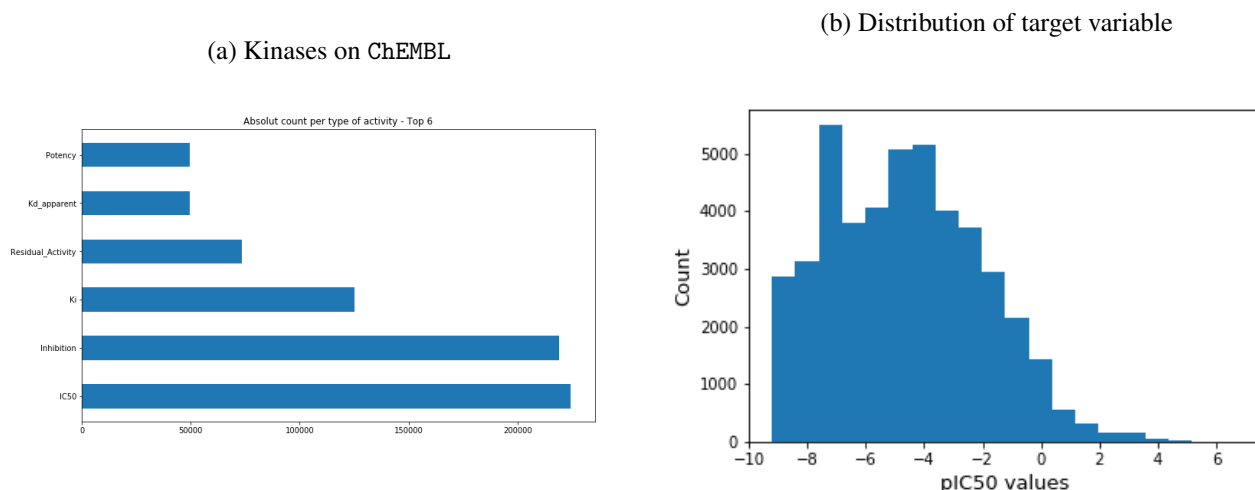 (a) Kinases on ChEMBL
Absolut count per type of activity - Top 6
Potency
Kd_apparent
Residual_Activity
Ki
Inhibition
IC50
0 50000 100000 150000 200000
(b) Distribution of target variable
Count
5000
4000
3000
2000
1000
0
−10 −8 −6 −4 −2 0 2 4 6
pIC50 values